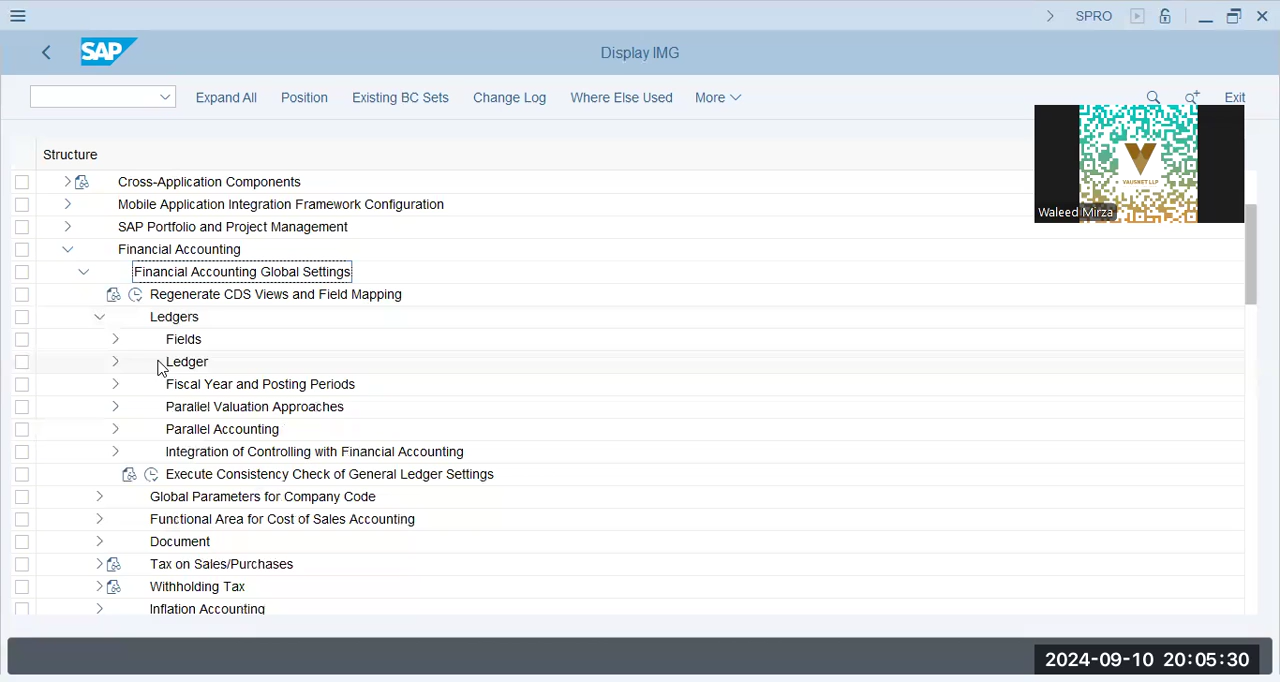 SPRO
SAP
Display IMG
Expand All Position Existing BC Sets Change Log Where Else Used More Exit
Structure
Cross-Application Components
Mobile Application Integration Framework Configuration
SAP Portfolio and Project Management
Financial Accounting
Financial Accounting Global Settings
Regenerate CDS Views and Field Mapping
Ledgers
Fields
Ledger
Fiscal Year and Posting Periods
Parallel Valuation Approaches
Parallel Accounting
Integration of Controlling with Financial Accounting
Execute Consistency Check of General Ledger Settings
Global Parameters for Company Code
Functional Area for Cost of Sales Accounting
Document
Tax on Sales/Purchases
Withholding Tax
Inflation Accounting
VAUSNET LLP
Waleed Mirza
2024-09-10 20:05:30